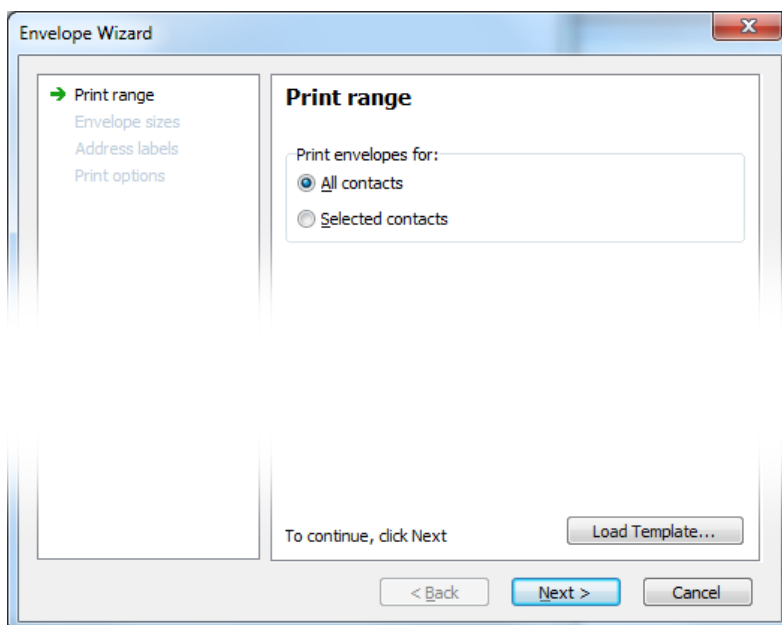 Envelope Wizard
Print range
Envelope sizes
Address labels
Print options
Print range
Print envelopes for:
All contacts
Selected contacts
To continue, click Next
Load Template...
< Back
Next >
Cancel